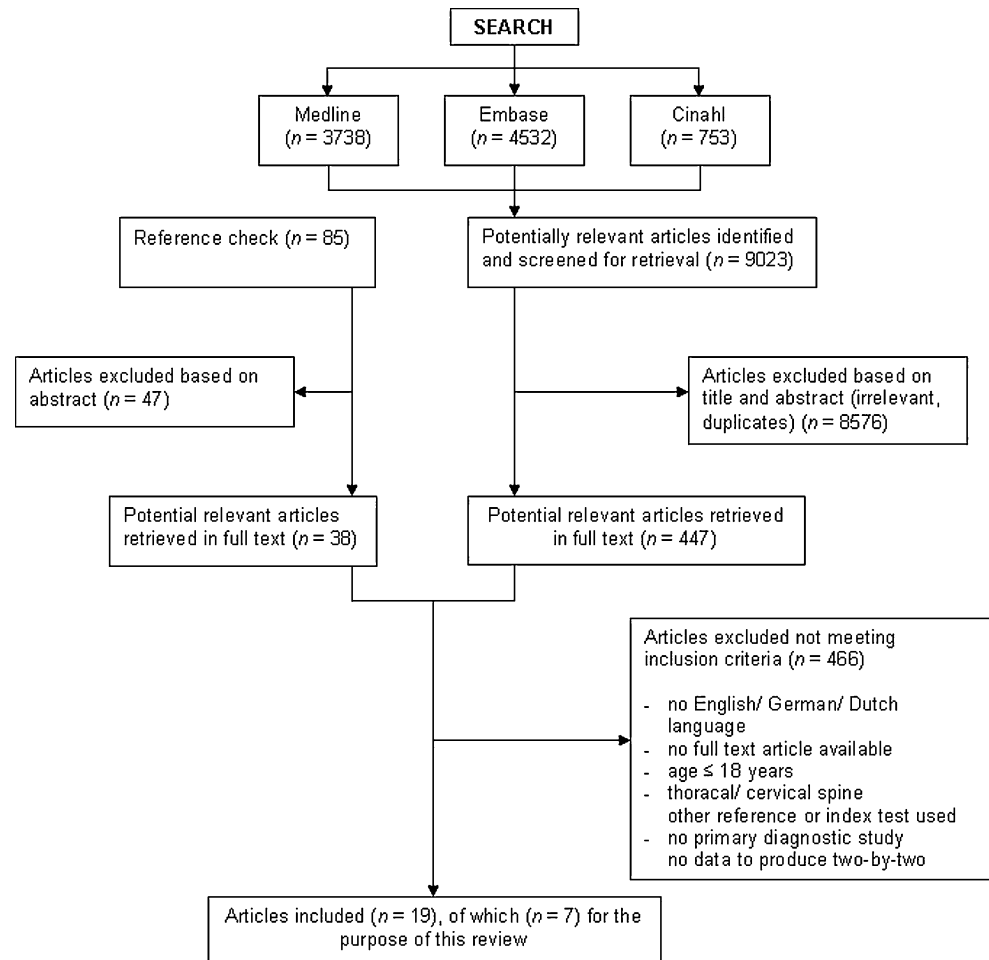 SEARCH
Medline
(n = 3738)
Embase
(n = 4532)
Cinahl
(n = 753)
Reference check (n = 85)
Potentially relevant articles identified
and screened for retrieval (n = 9023)
Articles excluded based on
abstract (n = 47)
Articles excluded based on
title and abstract (irrelevant,
duplicates) (n = 8576)
Potential relevant articles
retrieved in full text (n = 38)
Potential relevant articles retrieved
in full text (n = 447)
Articles excluded not meeting
inclusion criteria (n = 466)
- no English/ German/ Dutch
language
- no full text article available
- age ≤ 18 years
- thoracal/ cervical spine
other reference or index test used
- no primary diagnostic study
no data to produce two-by-two
Articles included (n = 19), of which (n = 7) for the
purpose of this review